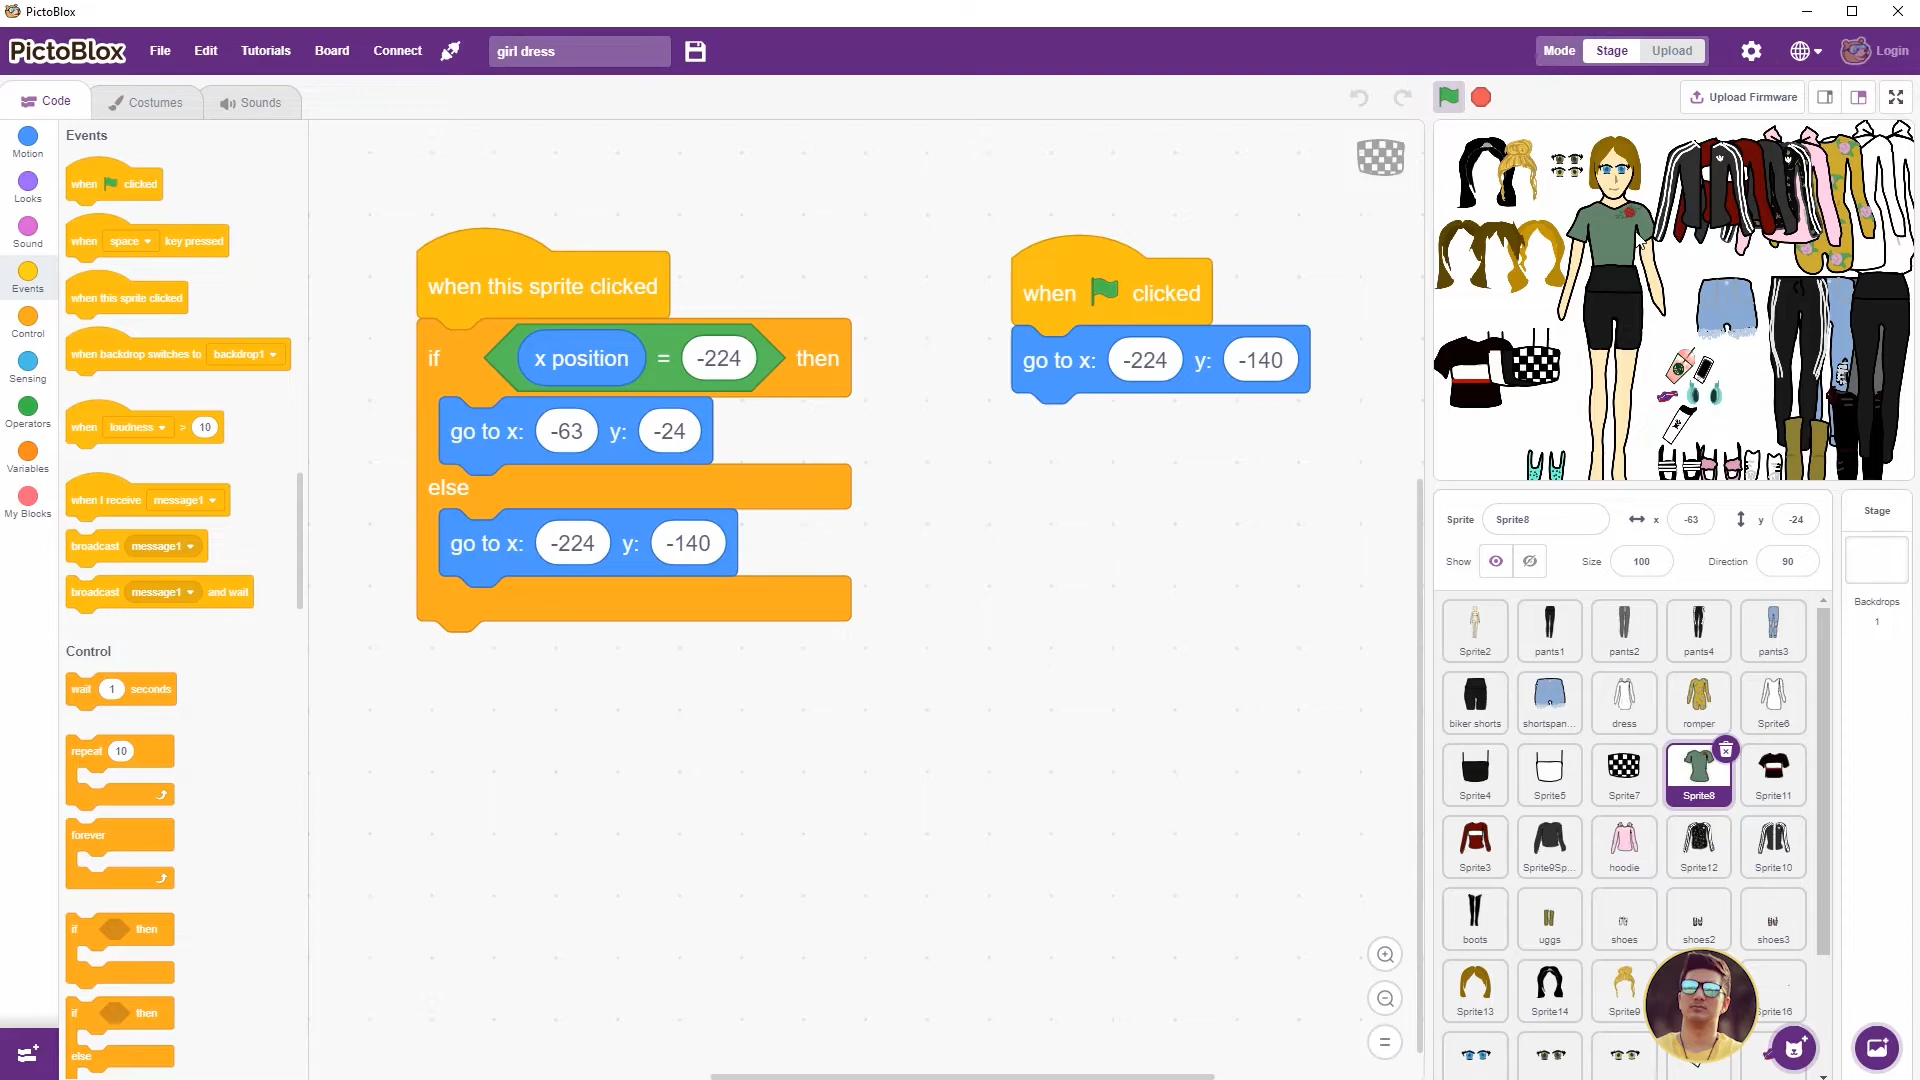 PictoBlox
PictoBlox File Edit Tutorials Board Connect girl dress Mode Stage Upload Login
Code Costumes Sounds Upload Firmware
Motion
Looks
Sound
Events
Control
Sensing
Operators
Variables
My Blocks
Events
when clicked
when space key pressed
when this sprite clicked
when backdrop switches to backdrop1
when loudness > 10
when I receive message1
broadcast message1
broadcast message1 and wait
Control
wait 1 seconds
repeat 10
forever
if then
if then
else
when this sprite clicked
if x position = -224 then
go to x: -63 y: -24
else
go to x: -224 y: -140
when clicked
go to x: -224 y: -140
Sprite Sprite8 x -63 y -24
Show Size 100 Direction 90
Stage
Backdrops
1
Sprite2 pants1 pants2 pants4 pants3
biker shorts shortspan... dress romper Sprite6
Sprite4 Sprite5 Sprite7 Sprite8 Sprite11
Sprite3 Sprite9Sp... hoodie Sprite12 Sprite10
boots uggs shoes shoes2 shoes3
Sprite13 Sprite14 Sprite9 prite16